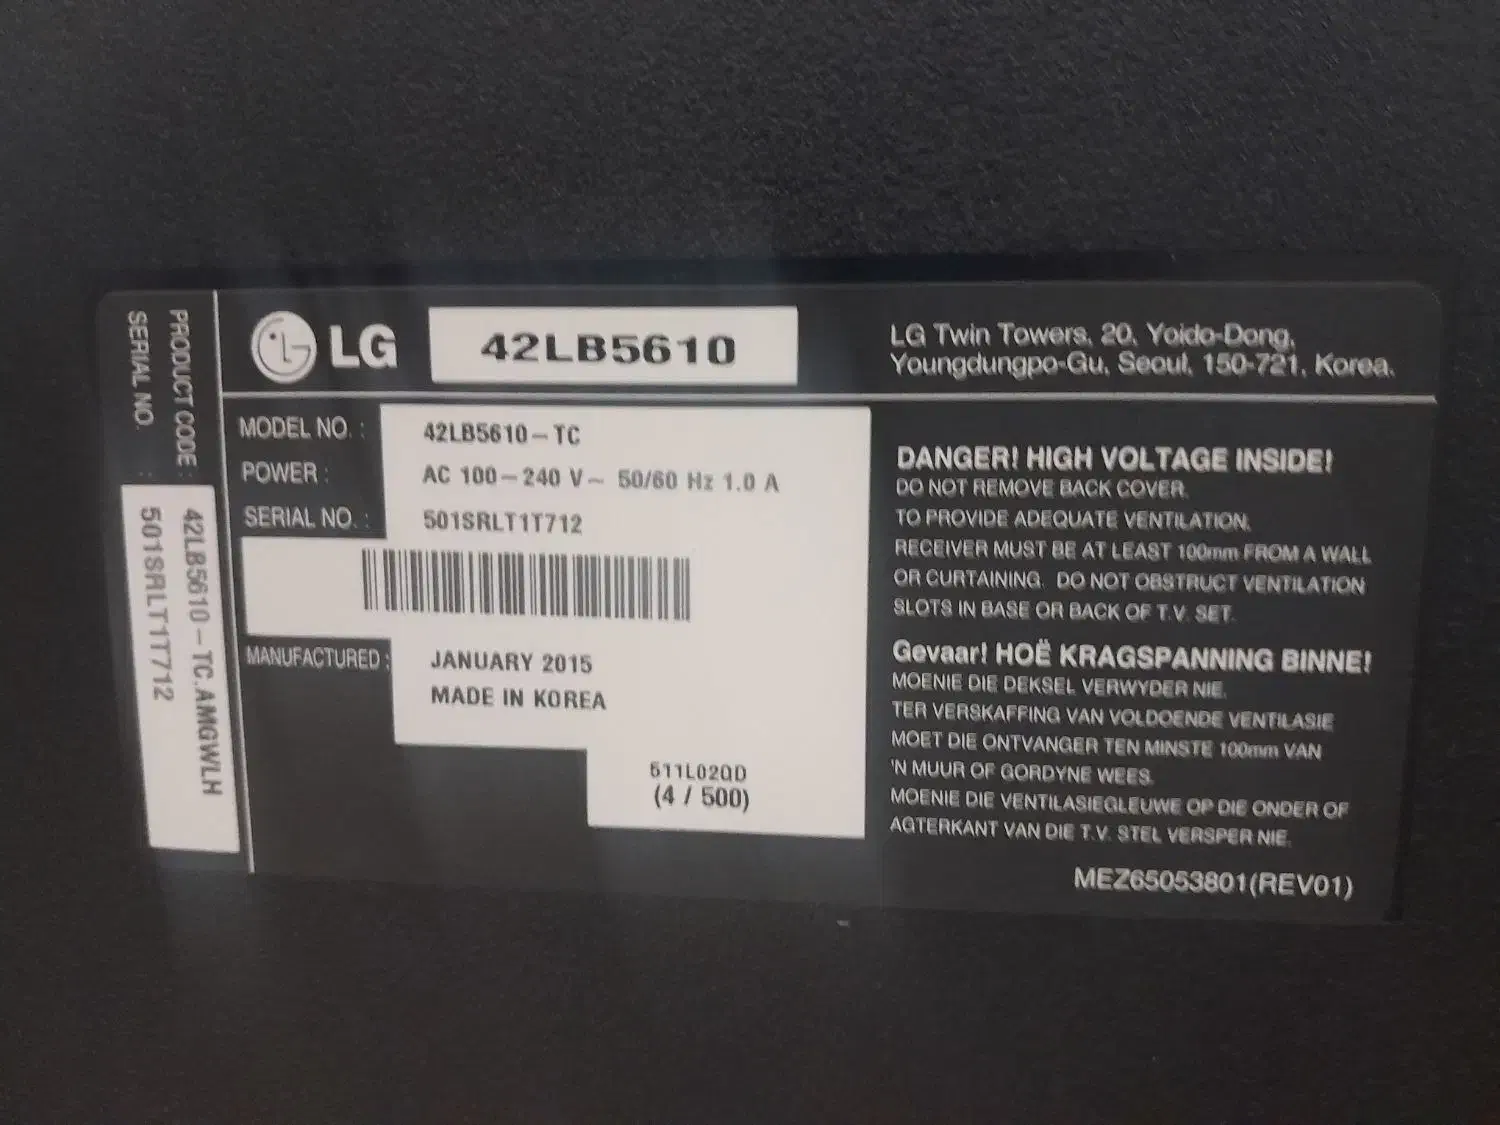 PRODUCT CODE : 42LB5610-TC.AMGWLH
SERIAL NO. : 501SRLT1T712
LG
42LB5610
LG Twin Towers, 20, Yoido-Dong,
Youngdungpo-Gu, Seoul, 150-721, Korea.
MODEL NO. : 42LB5610-TC
POWER : AC 100-240 V~ 50/60 Hz 1.0 A
SERIAL NO. : 501SRLT1T712
MANUFACTURED : JANUARY 2015
MADE IN KOREA
511L02QD
(4 / 500)
DANGER! HIGH VOLTAGE INSIDE!
DO NOT REMOVE BACK COVER.
TO PROVIDE ADEQUATE VENTILATION,
RECEIVER MUST BE AT LEAST 100mm FROM A WALL
OR CURTAINING. DO NOT OBSTRUCT VENTILATION
SLOTS IN BASE OR BACK OF T.V. SET.
Gevaar! HOË KRAGSPANNING BINNE!
MOENIE DIE DEKSEL VERWYDER NIE.
TER VERSKAFFING VAN VOLDOENDE VENTILASIE
MOET DIE ONTVANGER TEN MINSTE 100mm VAN
'N MUUR OF GORDYNE WEES.
MOENIE DIE VENTILASIEGLEUWE OP DIE ONDER OF
AGTERKANT VAN DIE T.V. STEL VERSPER NIE.
MEZ65053801(REV01)